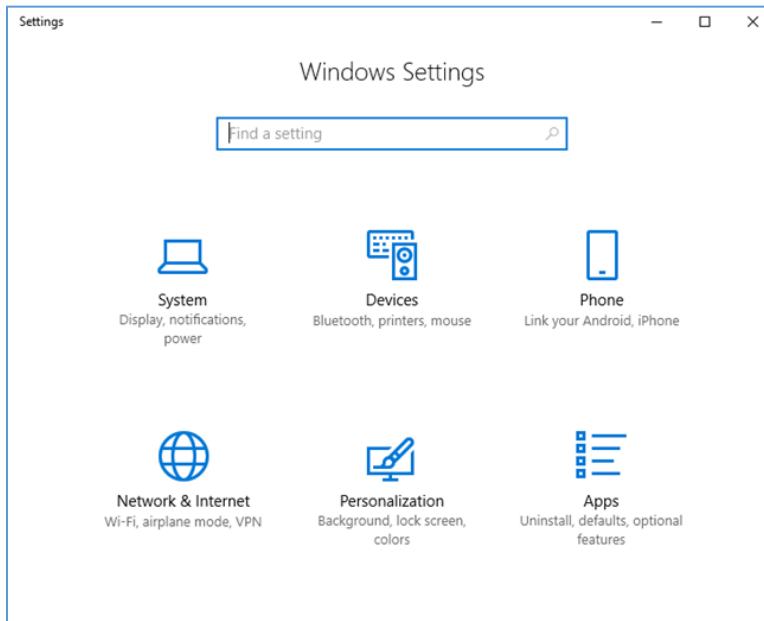 Settings
Windows Settings
Find a setting
System
Display, notifications,
power
Devices
Bluetooth, printers, mouse
Phone
Link your Android, iPhone
Network & Internet
Wi-Fi, airplane mode, VPN
Personalization
Background, lock screen,
colors
Apps
Uninstall, defaults, optional
features